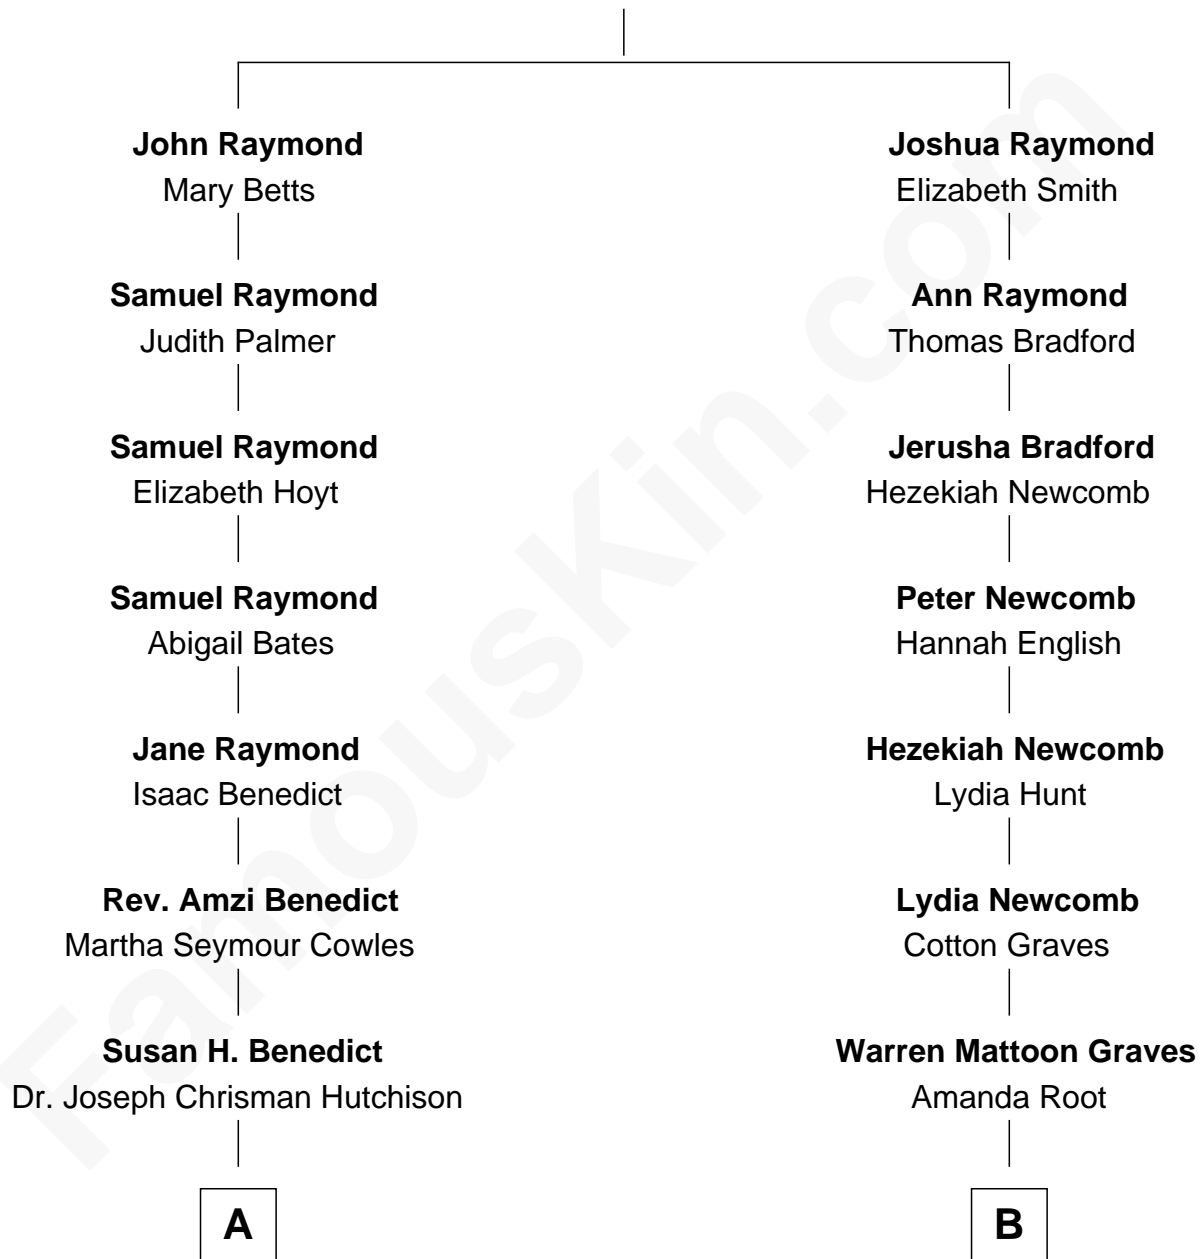 John Raymond
Mary Betts
Samuel Raymond
Judith Palmer
Samuel Raymond
Elizabeth Hoyt
Samuel Raymond
Abigail Bates
Jane Raymond
Isaac Benedict
Rev. Amzi Benedict
Martha Seymour Cowles
Susan H. Benedict
Dr. Joseph Chrisman Hutchison
A
Joshua Raymond
Elizabeth Smith
Ann Raymond
Thomas Bradford
Jerusha Bradford
Hezekiah Newcomb
Peter Newcomb
Hannah English
Hezekiah Newcomb
Lydia Hunt
Lydia Newcomb
Cotton Graves
Warren Mattoon Graves
Amanda Root
B
FamousKin.com